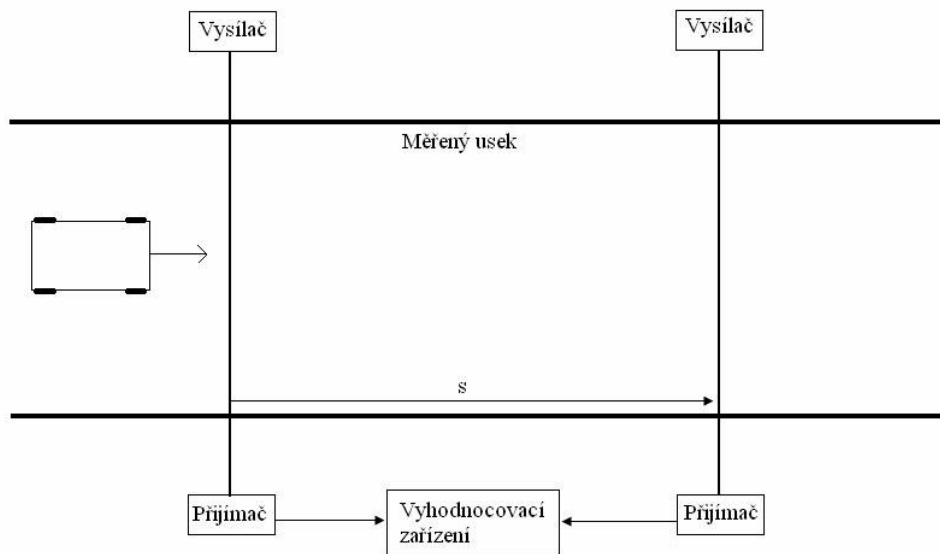 Vysílač
Vysílač
Měřený usek
s
Přijímač
Vyhodnocovací
zařízení
Přijímač